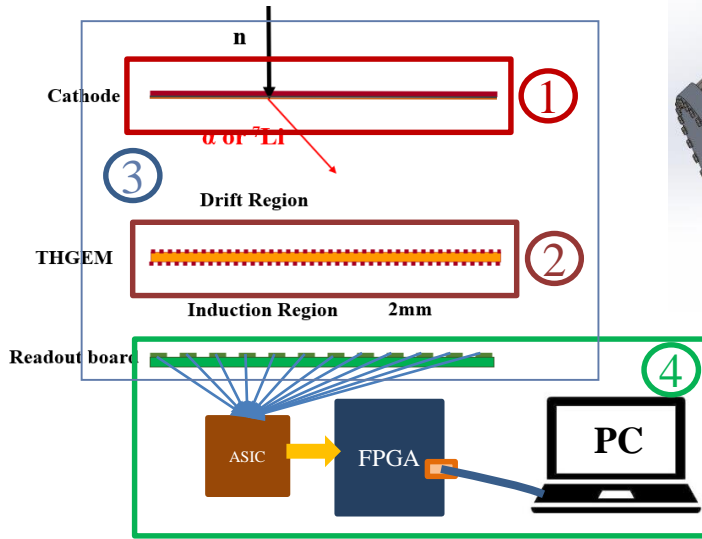 n
Cathode
1
α or ⁷Li
3
Drift Region
THGEM
2
Induction Region 2mm
Readout board
4
ASIC
FPGA
PC